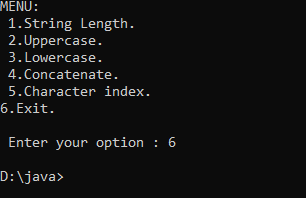 MENU:
1.String Length.
2.Uppercase.
3.Lowercase.
4.Concatenate.
5.Character index.
6.Exit.
Enter your option : 6
D:\java>